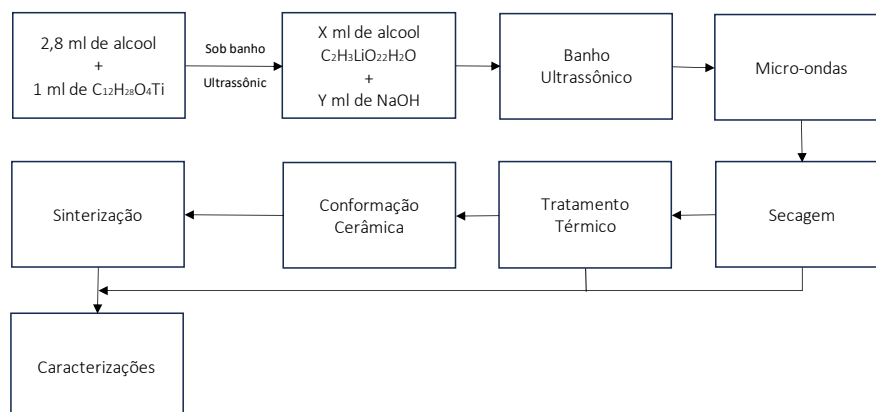 2,8 ml de alcool
+
1 ml de C₁₂H₂₈O₄Ti
Sob banho
Ultrassônic
X ml de alcool
C₂H₃LiO₂₂H₂O
+
Y ml de NaOH
Banho
Ultrassônico
Micro-ondas
Sinterização
Conformação
Cerâmica
Tratamento
Térmico
Secagem
Caracterizações